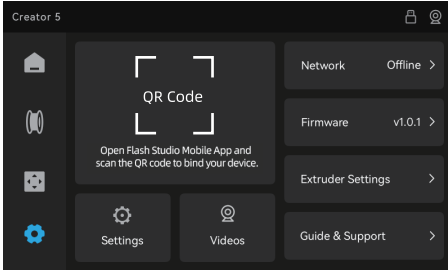 Creator 5
QR Code
Open Flash Studio Mobile App and
scan the QR code to bind your device.
Settings
Videos
Network Offline
Firmware v1.0.1
Extruder Settings
Guide & Support